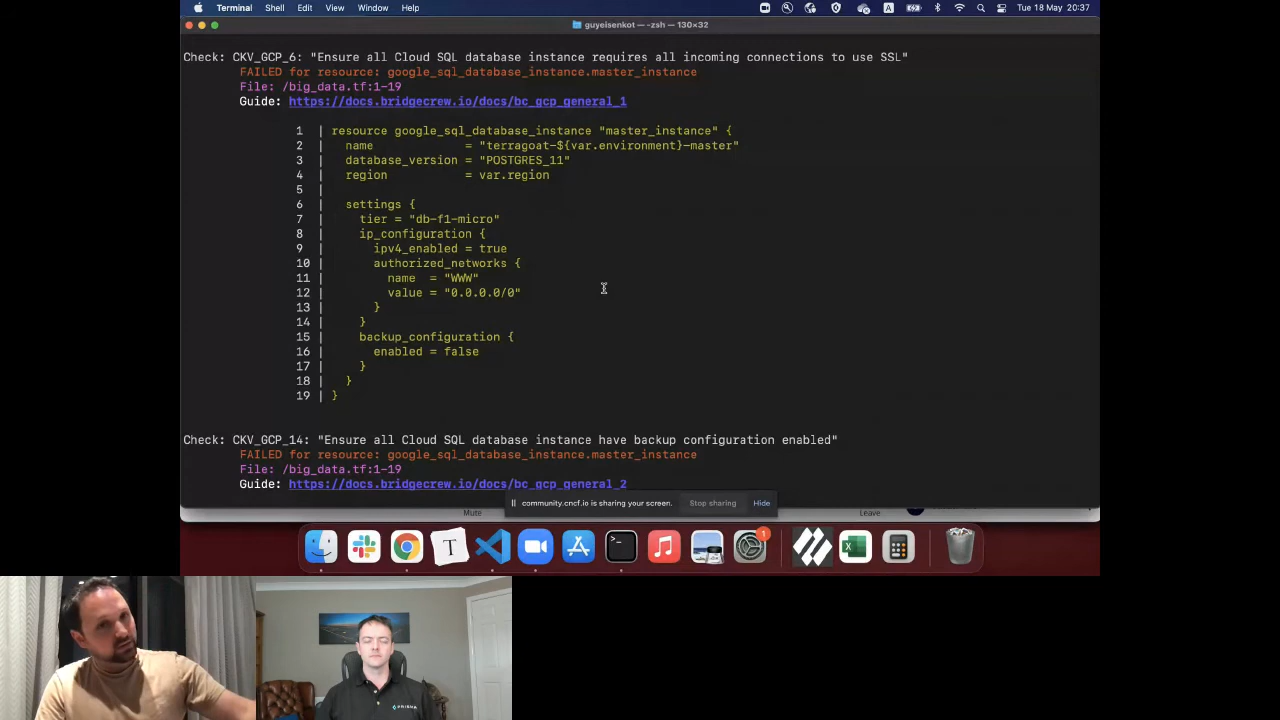 Terminal Shell Edit View Window Help Tue 18 May 20:37
guyeisenkot — -zsh — 130×32
Check: CKV_GCP_6: "Ensure all Cloud SQL database instance requires all incoming connections to use SSL"
FAILED for resource: google_sql_database_instance.master_instance
File: /big_data.tf:1-19
Guide: https://docs.bridgecrew.io/docs/bc_gcp_general_1
1 | resource google_sql_database_instance "master_instance" {
2 | name = "terragoat-${var.environment}-master"
3 | database_version = "POSTGRES_11"
4 | region = var.region
5 |
6 | settings {
7 | tier = "db-f1-micro"
8 | ip_configuration {
9 | ipv4_enabled = true
10 | authorized_networks {
11 | name = "WWW"
12 | value = "0.0.0.0/0"
13 | }
14 | }
15 | backup_configuration {
16 | enabled = false
17 | }
18 | }
19 | }
Check: CKV_GCP_14: "Ensure all Cloud SQL database instance have backup configuration enabled"
FAILED for resource: google_sql_database_instance.master_instance
File: /big_data.tf:1-19
Guide: https://docs.bridgecrew.io/docs/bc_gcp_general_2
community.cncf.io is sharing your screen. Stop sharing Hide
Mute Leave
T
1
PRISMA